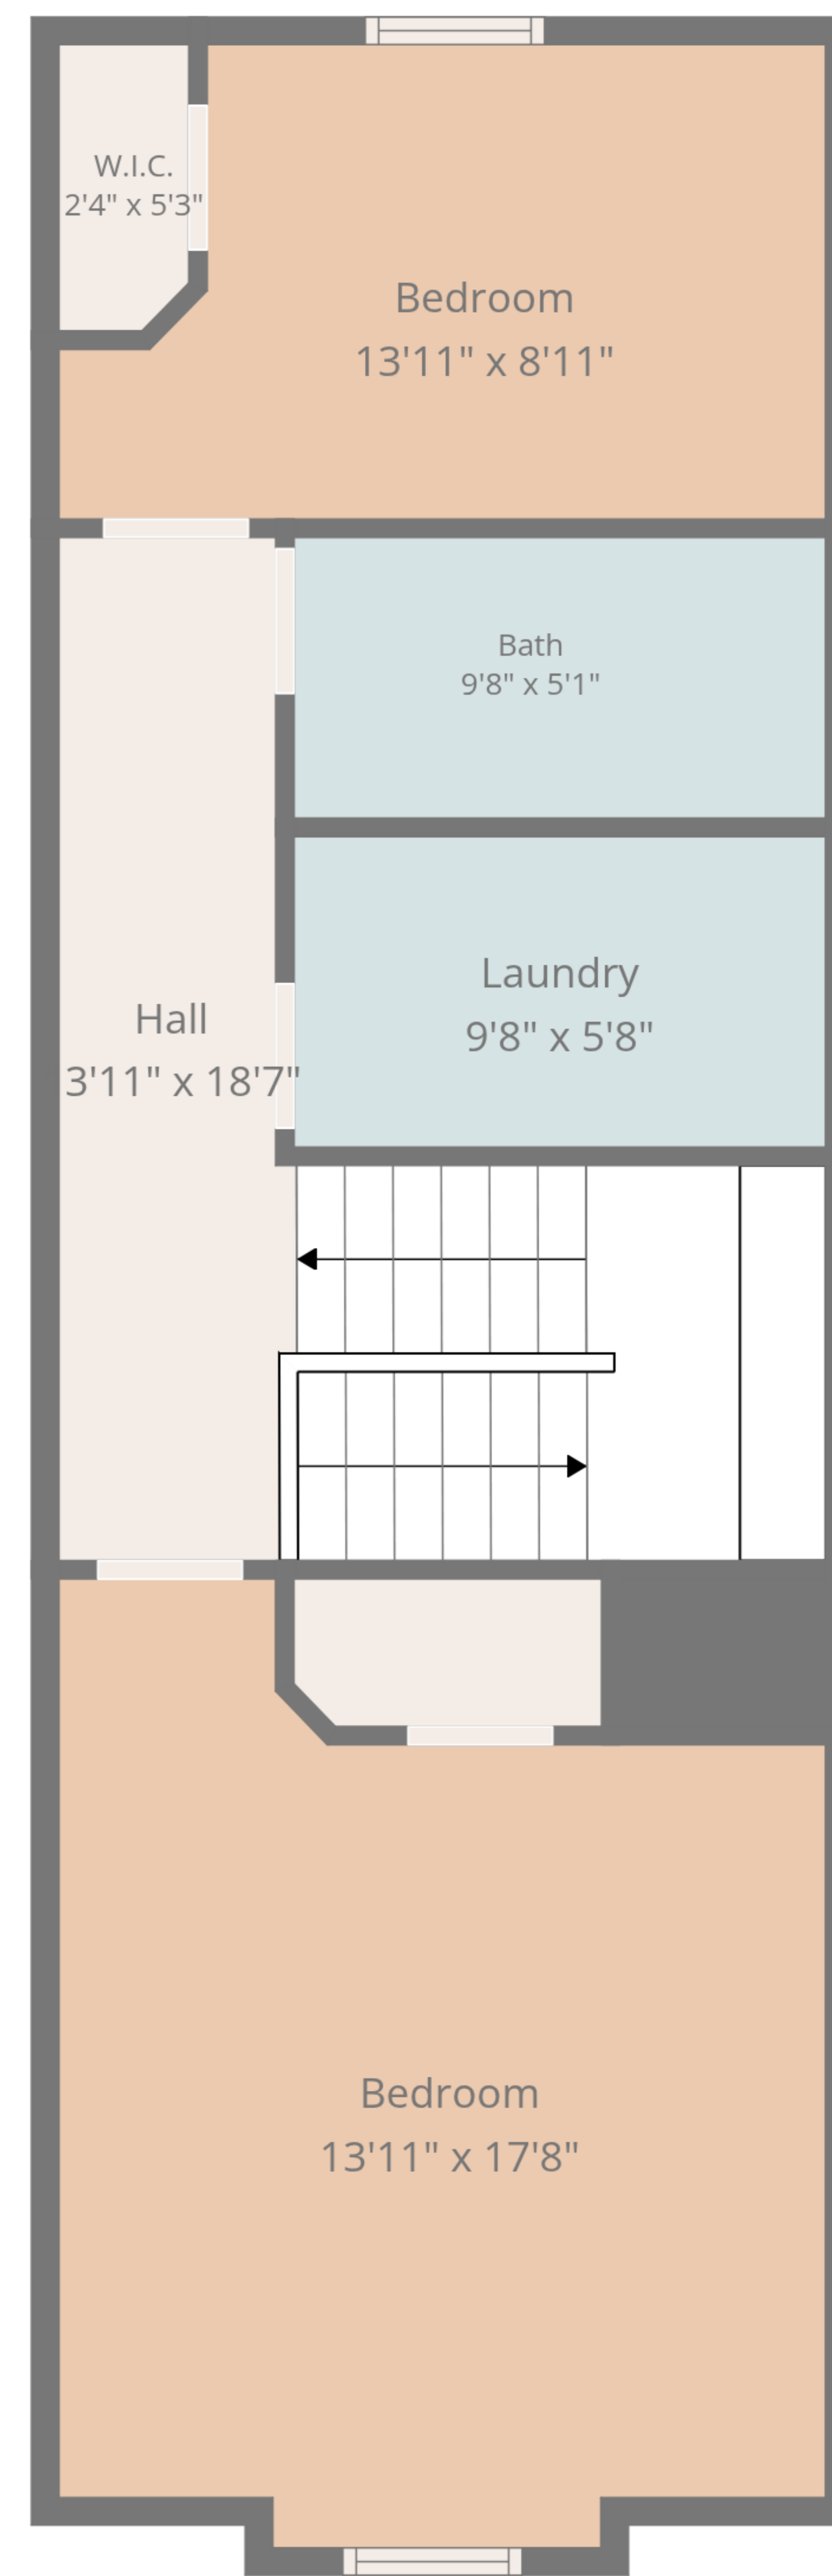 W.I.C.
2'4" x 5'3"
Bedroom
13'11" x 8'11"
Bath
9'8" x 5'1"
Laundry
9'8" x 5'8"
Hall
3'11" x 18'7"
Bedroom
13'11" x 17'8"